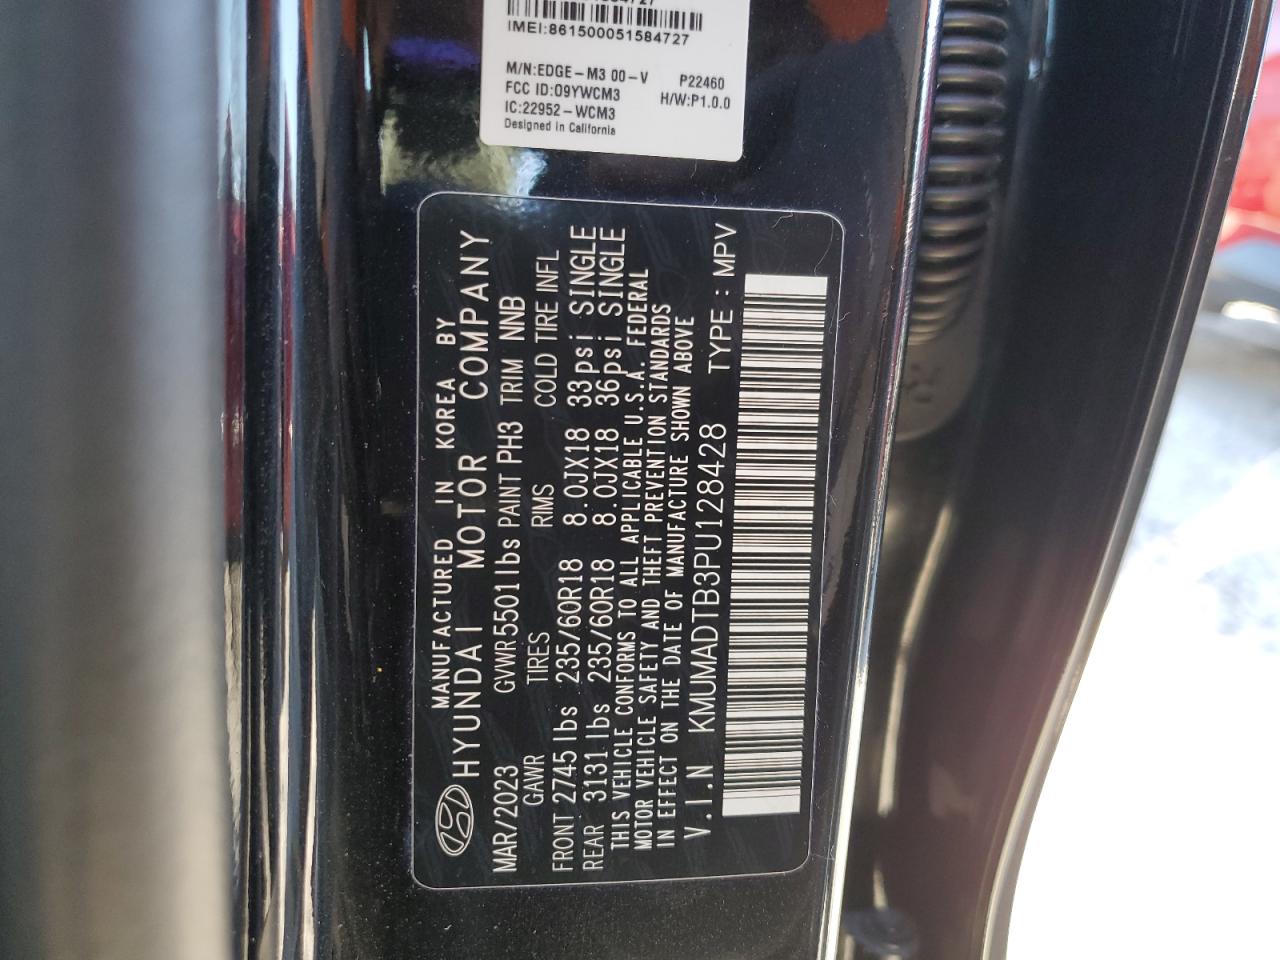 IMEI:861500051584727
M/N:EDGE-M3 00-V P22460
FCC ID:O9YWCM3 H/W:P1.0.0
IC:22952-WCM3
Designed in California
MANUFACTURED IN KOREA BY
HYUNDAI MOTOR COMPANY
MAR/2023 GVWR5501lbs PAINT PH3 TRIM NNB
GAWR TIRES RIMS COLD TIRE INFL
FRONT 2745 lbs 235/60R18 8.0JX18 33psi SINGLE
REAR 3131 lbs 235/60R18 8.0JX18 36psi SINGLE
THIS VEHICLE CONFORMS TO ALL APPLICABLE U.S.A. FEDERAL
MOTOR VEHICLE SAFETY AND THEFT PREVENTION STANDARDS
IN EFFECT ON THE DATE OF MANUFACTURE SHOWN ABOVE
V.I.N KMUMADTB3PU128428 TYPE : MPV